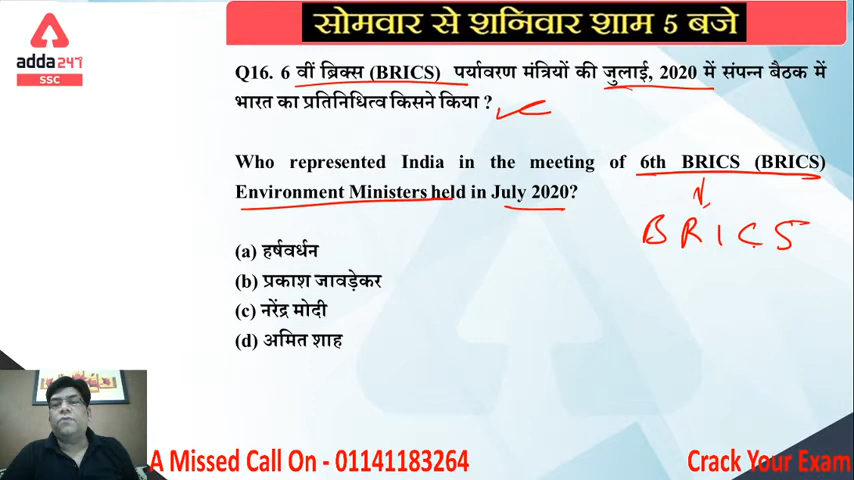 सोमवार से शनिवार शाम 5 बजे
adda247
SSC
Q16. 6 वीं ब्रिक्स (BRICS) पर्यावरण मंत्रियों की जुलाई, 2020 में संपन्न बैठक में
भारत का प्रतिनिधित्व किसने किया ?
Who represented India in the meeting of 6th BRICS (BRICS)
Environment Ministers held in July 2020?
B R I C S
(a) हर्षवर्धन
(b) प्रकाश जावड़ेकर
(c) नरेंद्र मोदी
(d) अमित शाह
A Missed Call On - 01141183264
Crack Your Exam